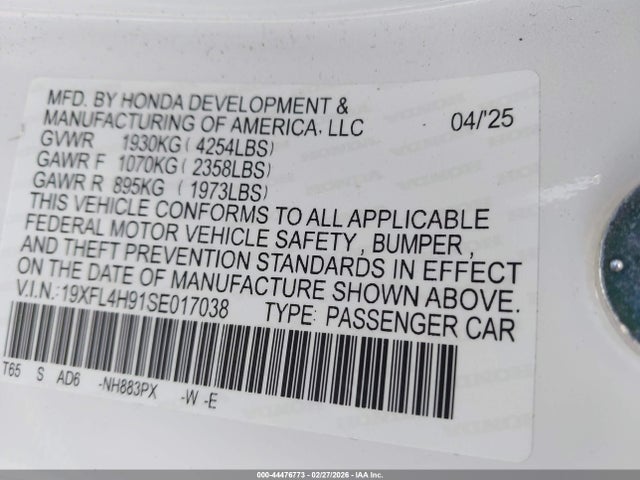 MFD. BY HONDA DEVELOPMENT &
MANUFACTURING OF AMERICA, LLC 04/'25
GVWR 1930KG ( 4254LBS)
GAWR F 1070KG ( 2358LBS)
GAWR R 895KG ( 1973LBS)
THIS VEHICLE CONFORMS TO ALL APPLICABLE
FEDERAL MOTOR VEHICLE SAFETY, BUMPER,
AND THEFT PREVENTION STANDARDS IN EFFECT
ON THE DATE OF MANUFACTURE SHOWN ABOVE.
V.I.N.:19XFL4H91SE017038 TYPE: PASSENGER CAR
T65 S AD6 -NH883PX -W -E
000-44476773 - 02/27/2026 - IAA Inc.